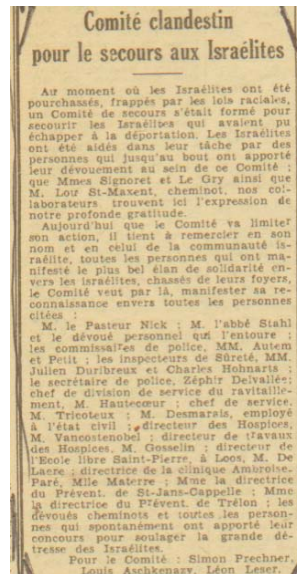 Comité clandestin
pour le secours aux Israélites
Au moment où les Israélites ont été
pourchassés, frappés par les lois raciales,
un Comité de secours s'était formé pour
secourir les Israélites qui avaient pu
échapper à la déportation. Les Israélites
ont été aidés dans leur tâche par des
personnes qui jusqu'au bout ont apporté
leur dévouement au sein de ce Comité ;
que Mmes Signoret et Le Gry ainsi que
M. Lour St-Maxent, cheminot, nos col-
laborateurs trouvent ici l'expression de
notre profonde gratitude.
Aujourd'hui que le Comité va limiter
son action, il tient à remercier en son
nom et en celui de la communauté is-
raélite, toutes les personnes qui ont ma-
nifesté le plus bel élan de solidarité en-
vers les israélites, chassés de leurs foyers,
le Comité veut par là, manifester sa re-
connaissance envers toutes les personnes
citées :
M. le Pasteur Nick ; M. l'abbé Stahl
et le dévoué personnel qui l'entoure ;
les commissaires de police, MM. Autem
et Petit ; les inspecteurs de Sûreté, MM.
Julien Duribreux et Charles Hohnarts ;
le secrétaire de police, Zéphir Delvallée;
chef de division de service du ravitaille-
ment, M. Hautecœur ; chef de service,
M. Tricoteux ; M. Desmarais, employé
à l'état civil ; directeur des Hospices,
M. Vancostenobel ; directeur de travaux
des Hospices, M. Gosselin ; directeur de
l'Ecole libre Saint-Pierre, à Loos, M. De
Laere ; directrice de la clinique Ambroise-
Paré, Mlle Materre ; Mme la directrice
du Prévent. de St-Jans-Cappelle ; Mme
la directrice du Prévent. de Trélon ; les
dévoués cheminots et toutes les person-
nes qui spontanément ont apporté leur
concours pour soulager la grande dé-
tresse des Israélites.
Pour le Comité : Simon Prechner,
Louis Aschkenazy, Léon Leser.